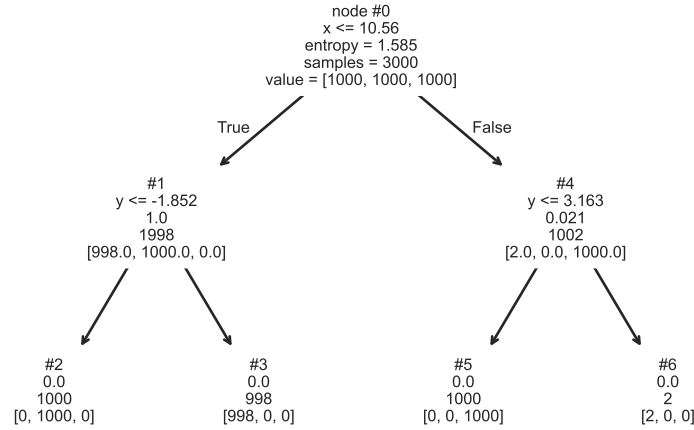 node #0
x <= 10.56
entropy = 1.585
samples = 3000
value = [1000, 1000, 1000]
True
False
#1
y <= -1.852
1.0
1998
[998.0, 1000.0, 0.0]
#4
y <= 3.163
0.021
1002
[2.0, 0.0, 1000.0]
#2
0.0
1000
[0, 1000, 0]
#3
0.0
998
[998, 0, 0]
#5
0.0
1000
[0, 0, 1000]
#6
0.0
2
[2, 0, 0]